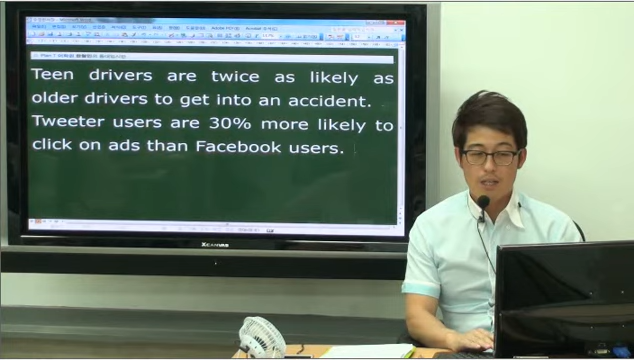 Teen drivers are twice as likely as
older drivers to get into an accident.
Tweeter users are 30% more likely to
click on ads than Facebook users.
XCANVAS